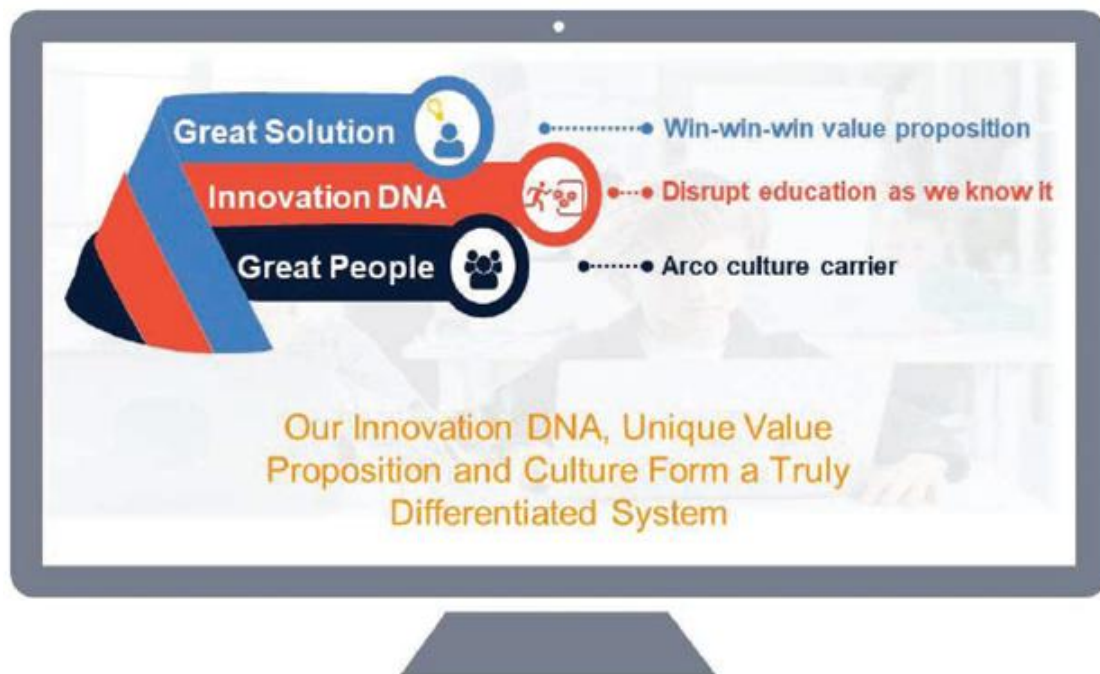 Great Solution
Win-win-win value proposition
Innovation DNA
Disrupt education as we know it
Great People
Arco culture carrier
Our Innovation DNA, Unique Value
Proposition and Culture Form a Truly
Differentiated System